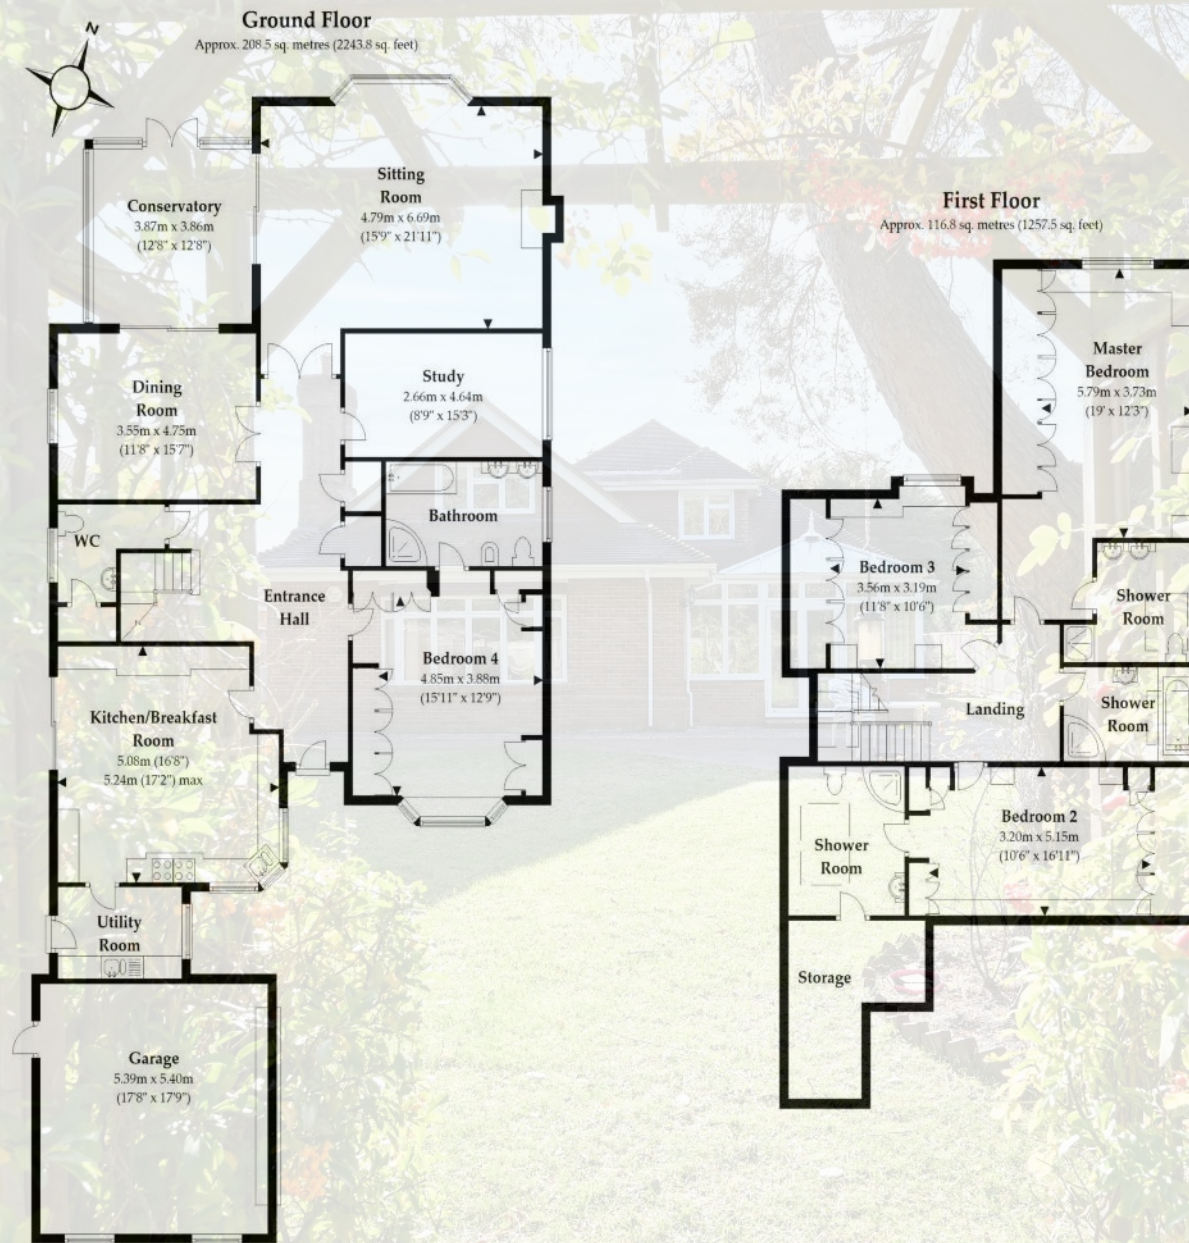 Ground Floor
Approx. 208.5 sq. metres (2243.8 sq. feet)
N
Sitting
Room
4.79m x 6.69m
(15'9" x 21'11")
Conservatory
3.87m x 3.86m
(12'8" x 12'8")
Dining
Room
3.55m x 4.75m
(11'8" x 15'7")
Study
2.66m x 4.64m
(8'9" x 15'3")
Bathroom
WC
Entrance
Hall
Bedroom 4
4.85m x 3.88m
(15'11" x 12'9")
Kitchen/Breakfast
Room
5.08m (16'8")
5.24m (17'2") max
Utility
Room
Garage
5.39m x 5.40m
(17'8" x 17'9")
First Floor
Approx. 116.8 sq. metres (1257.5 sq. feet)
Master
Bedroom
5.79m x 3.73m
(19' x 12'3")
Bedroom 3
3.56m x 3.19m
(11'8" x 10'6")
Shower
Room
Landing
Shower
Room
Shower
Room
Bedroom 2
3.20m x 5.15m
(10'6" x 16'11")
Storage